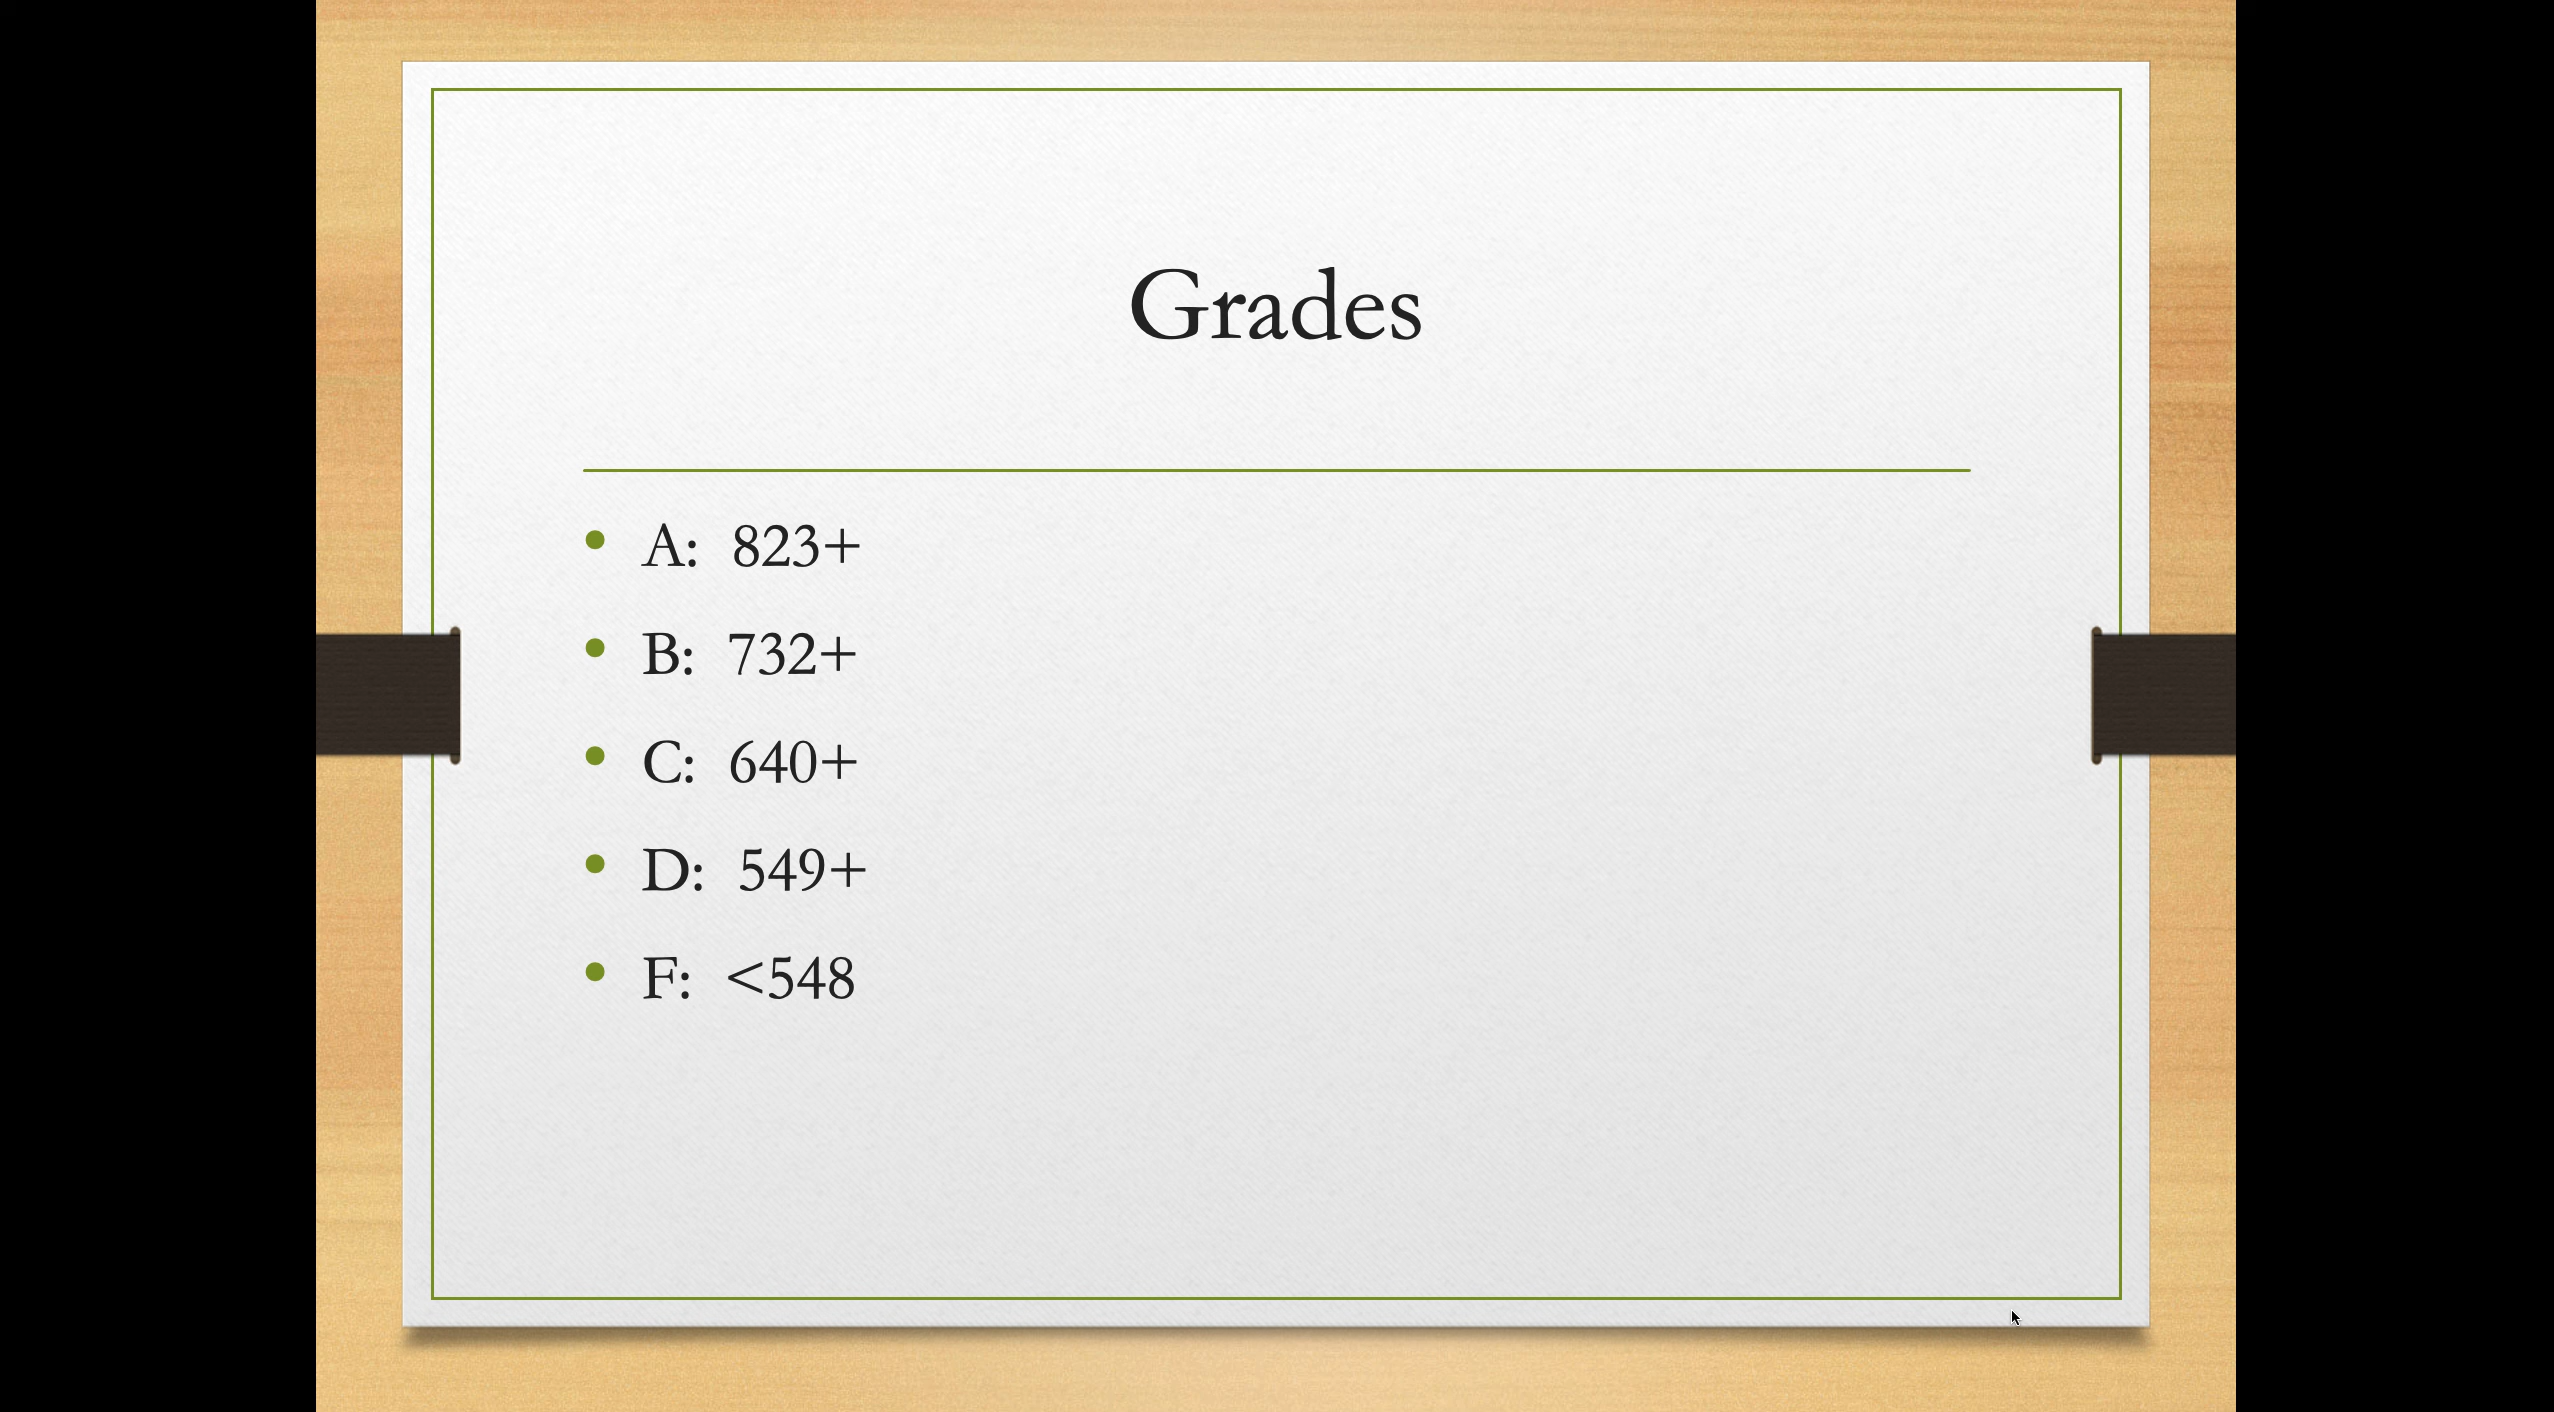 Grades
• A:  823+
• B:  732+
• C:  640+
• D:  549+
• F:  <548